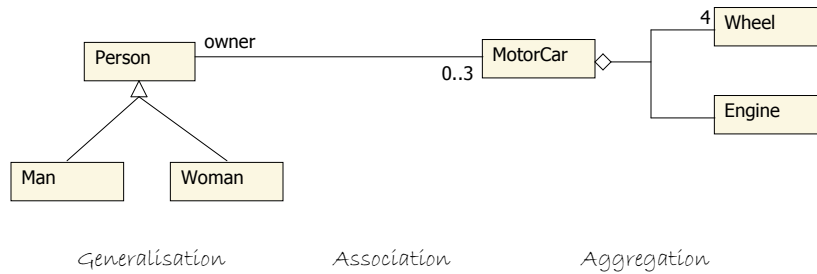 Person
owner
0..3
MotorCar
4
Wheel
Engine
Man
Woman
Generalisation
Association
Aggregation